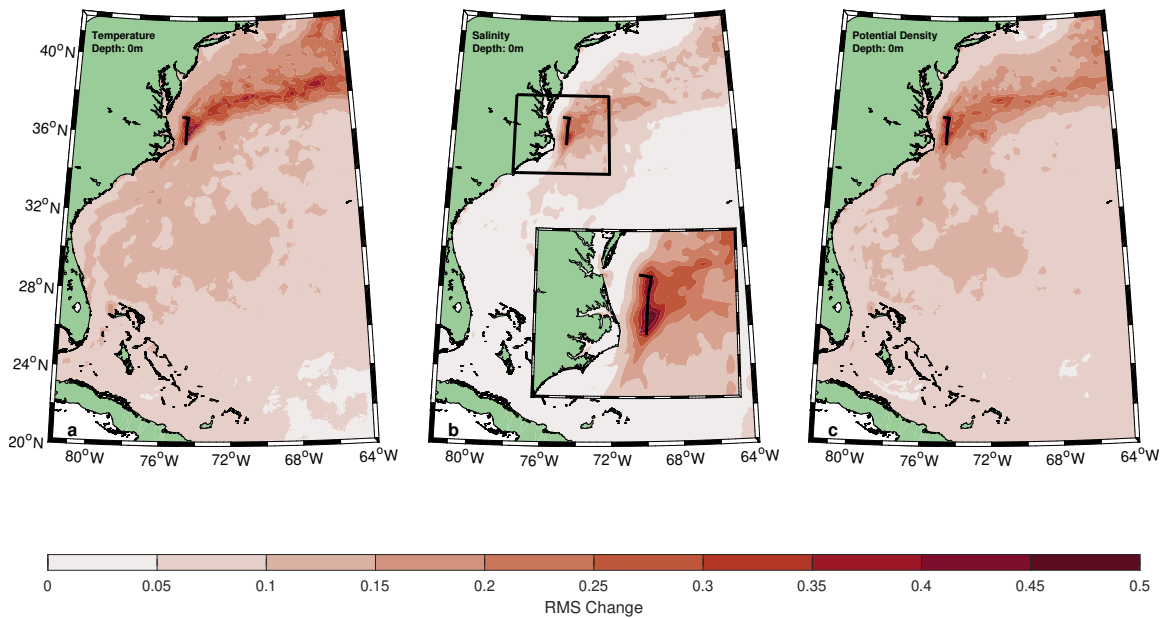 Temperature
Depth: 0m
Salinity
Depth: 0m
Potential Density
Depth: 0m
40°N
36°N
32°N
28°N
24°N
20°N
a
b
c
80°W 76°W 72°W 68°W 64°W
80°W 76°W 72°W 68°W 64°W
80°W 76°W 72°W 68°W 64°W
0 0.05 0.1 0.15 0.2 0.25 0.3 0.35 0.4 0.45 0.5
RMS Change